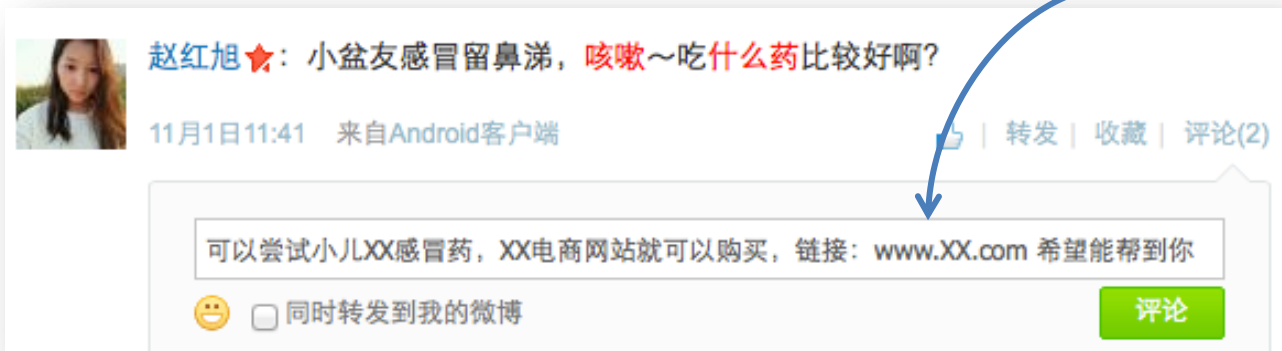 赵红旭：小盆友感冒留鼻涕，咳嗽～吃什么药比较好啊？
11月1日11:41 来自Android客户端 | 转发 | 收藏 | 评论(2)
可以尝试小儿XX感冒药，XX电商网站就可以购买，链接：www.XX.com 希望能帮到你
同时转发到我的微博 评论